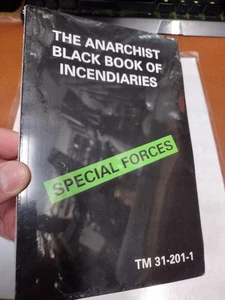 THE ANARCHIST
BLACK BOOK OF
INCENDIARIES
SPECIAL FORCES
TM 31-201-1